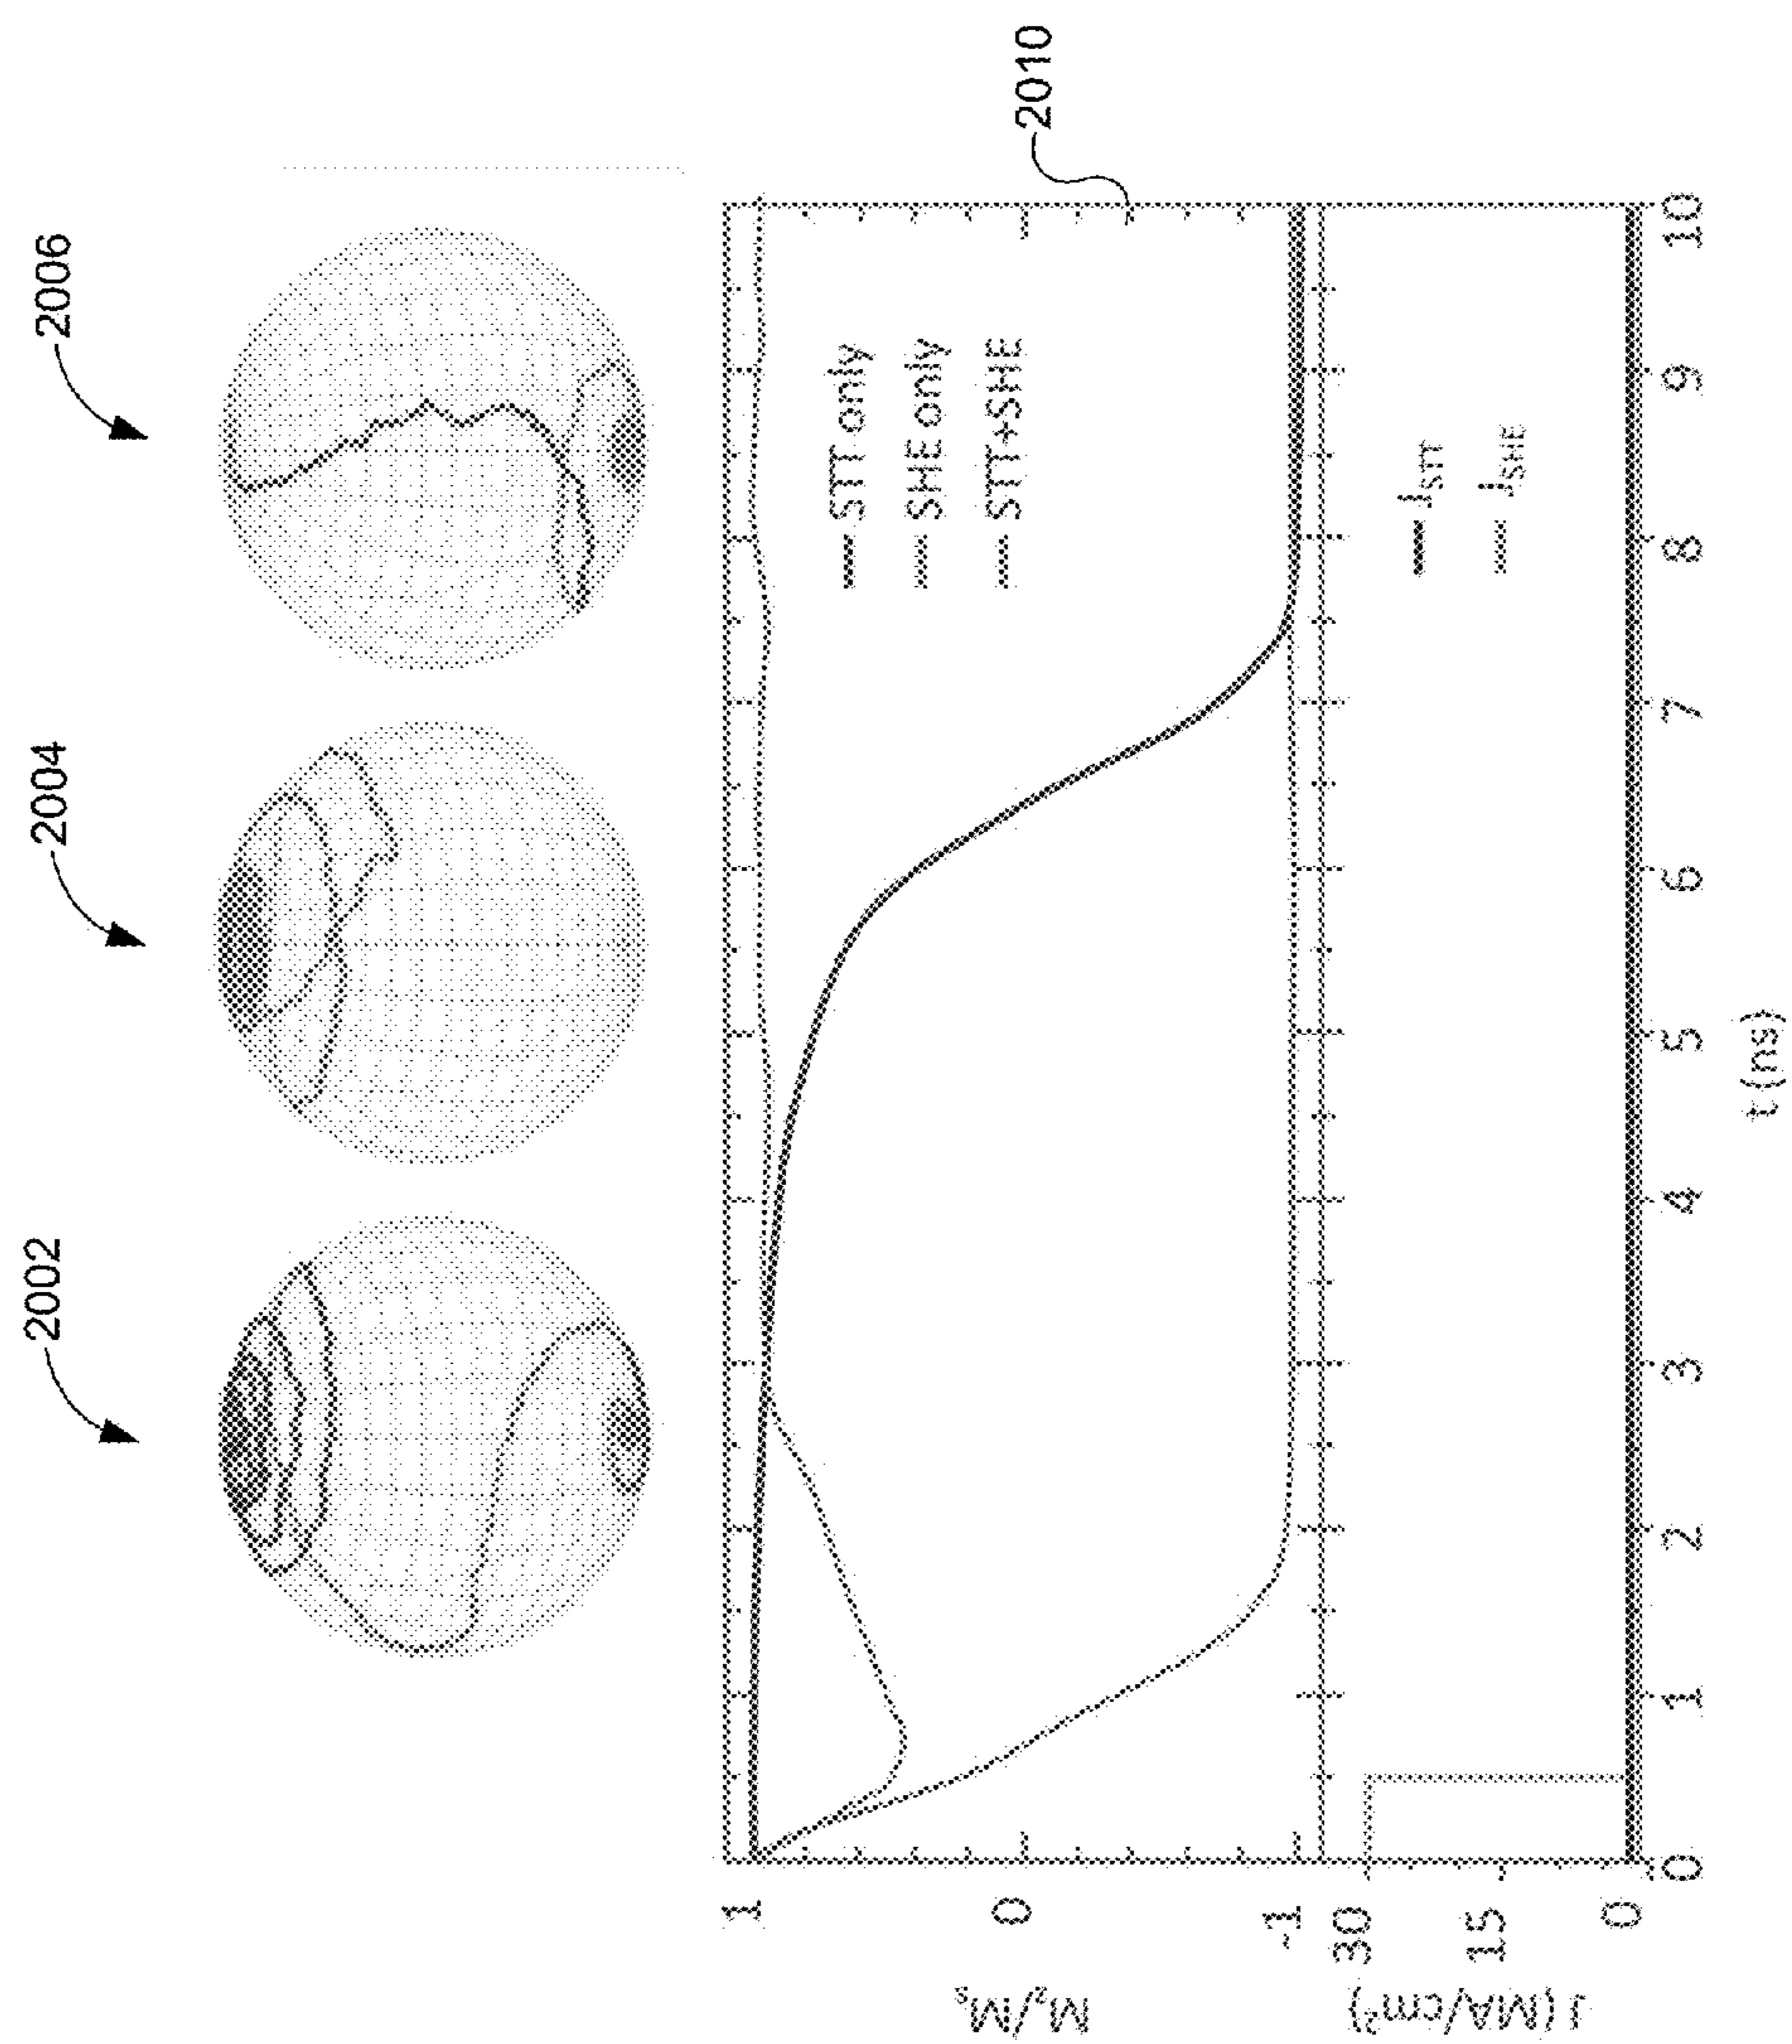 2002
2004
2006
2010
M_z/M_s
1
0
-1
STT only
SHE only
STT+SHE
J (MA/cm²)
30
15
0
J_STT
J_SHE
0 1 2 3 4 5 6 7 8 9 10
t (ns)